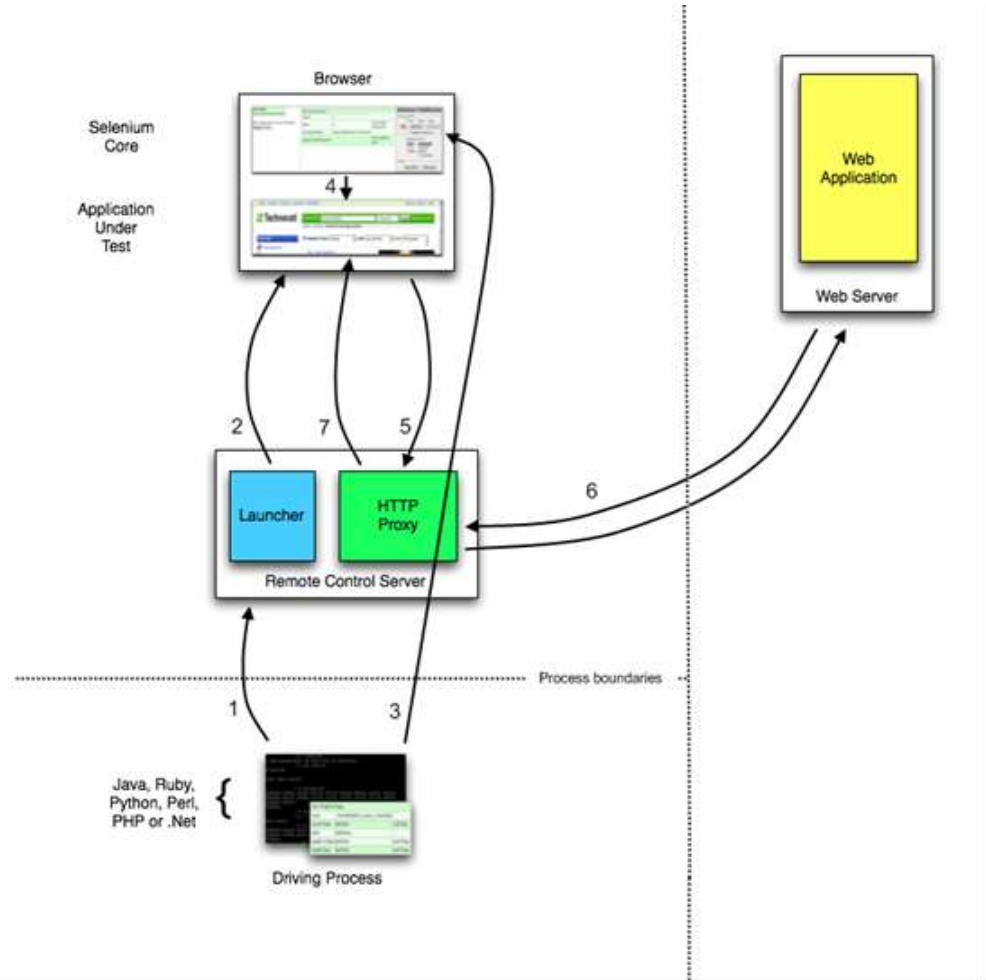 Browser
Selenium
Core
4
Application
Under
Test
Web
Application
Web Server
2
7
5
6
Launcher
HTTP
Proxy
Remote Control Server
Process boundaries
1
3
Java, Ruby,
Python, Perl,
PHP or .Net
{
Driving Process